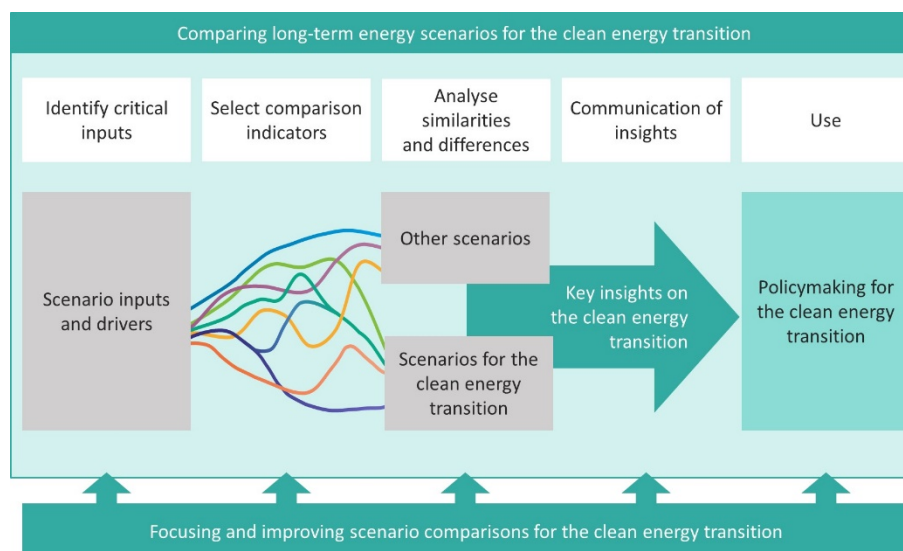 Comparing long-term energy scenarios for the clean energy transition
Identify critical
inputs
Select comparison
indicators
Analyse
similarities
and differences
Communication of
insights
Use
Scenario inputs
and drivers
Other scenarios
Scenarios for the
clean energy
transition
Key insights on
the clean energy
transition
Policymaking for
the clean energy
transition
Focusing and improving scenario comparisons for the clean energy transition